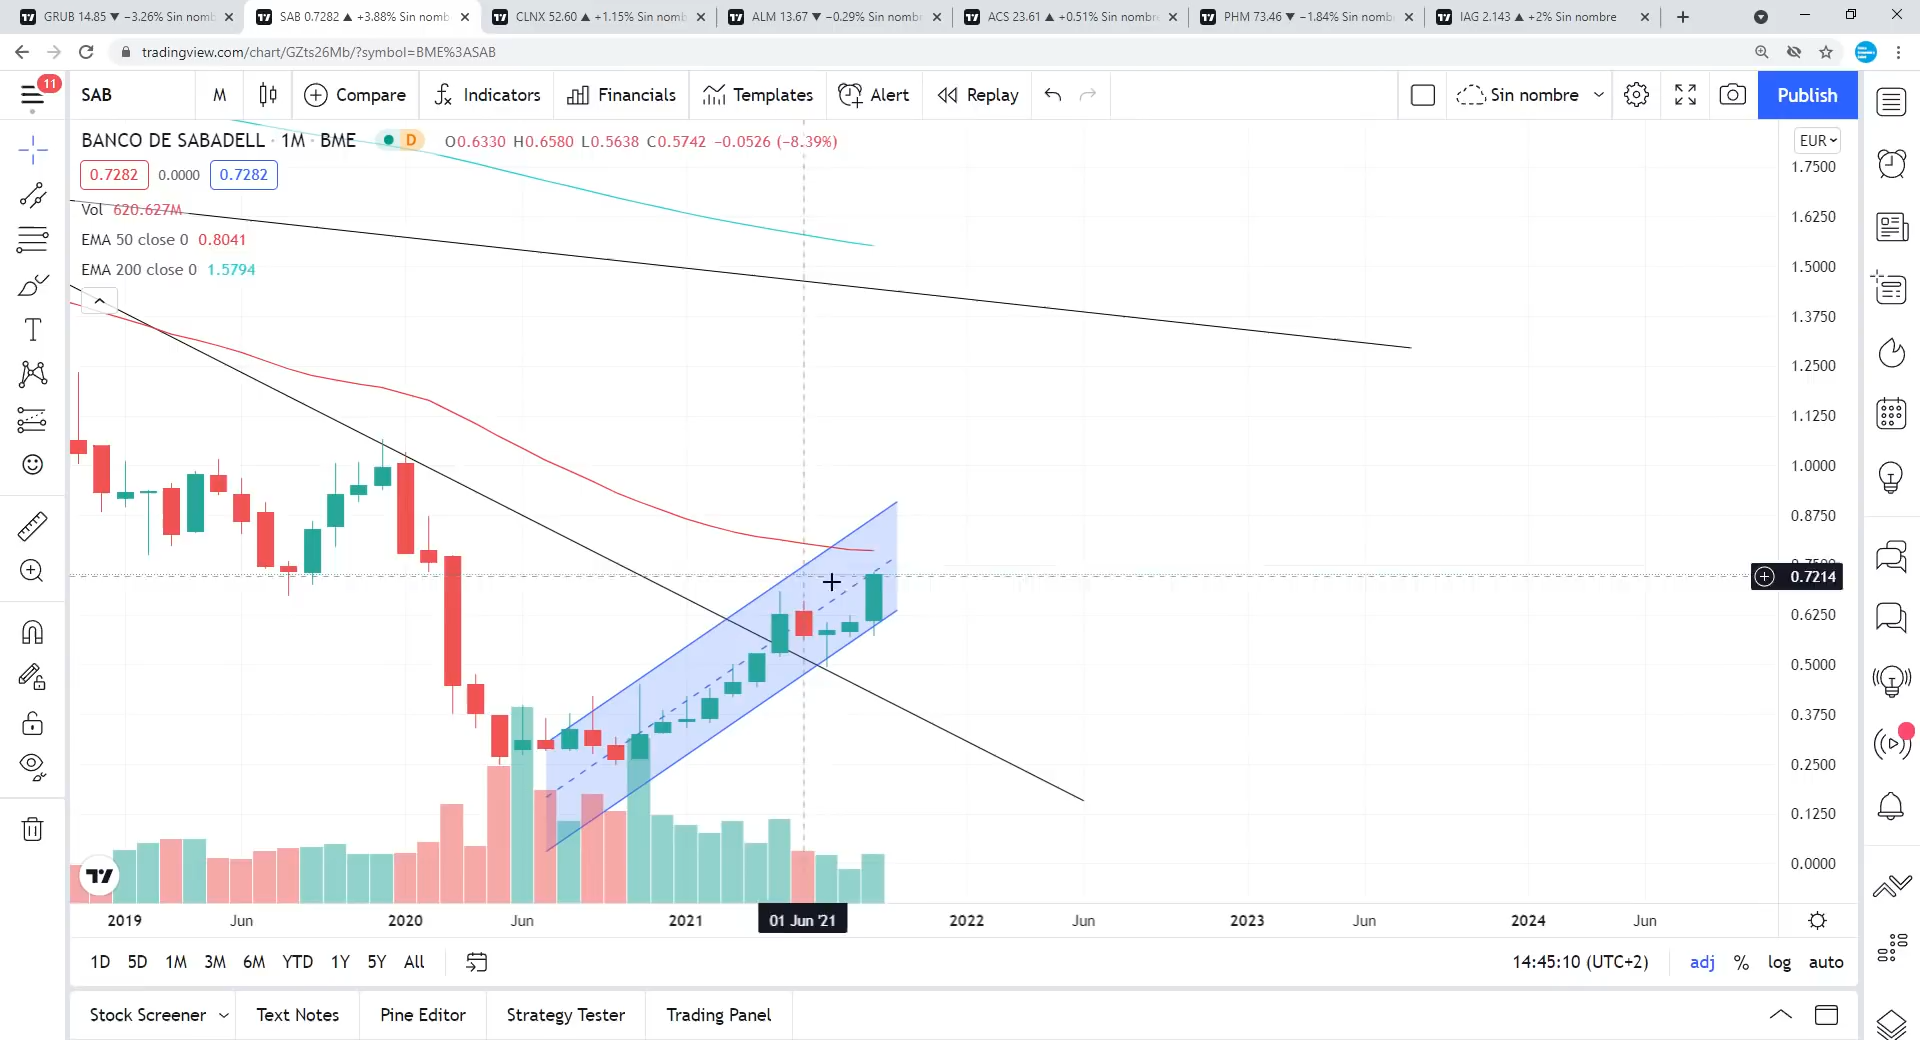 GRUB 14.85 ▼ −3.26% Sin nomb
SAB 0.7282 ▲ +3.88% Sin nomb
CLNX 52.60 ▲ +1.15% Sin nomb
ALM 13.67 ▼ −0.29% Sin nombr
ACS 23.61 ▲ +0.51% Sin nombre
PHM 73.46 ▼ −1.84% Sin nomb
IAG 2.143 ▲ +2% Sin nombre
tradingview.com/chart/GZts26Mb/?symbol=BME%3ASAB
11
SAB
M
Compare
Indicators
Financials
Templates
Alert
Replay
Sin nombre
Publish
BANCO DE SABADELL · 1M · BME
D
O0.6330 H0.6580 L0.5638 C0.5742 −0.0526 (−8.39%)
EUR
0.7282 0.0000 0.7282
Vol 620.627M
EMA 50 close 0 0.8041
EMA 200 close 0 1.5794
1.7500
1.6250
1.5000
1.3750
1.2500
1.1250
1.0000
0.8750
0.7214
0.6250
0.5000
0.3750
0.2500
0.1250
0.0000
2019 Jun 2020 Jun 2021 01 Jun '21 2022 Jun 2023 Jun 2024 Jun
1D 5D 1M 3M 6M YTD 1Y 5Y All
14:45:10 (UTC+2)
adj % log auto
Stock Screener
Text Notes
Pine Editor
Strategy Tester
Trading Panel